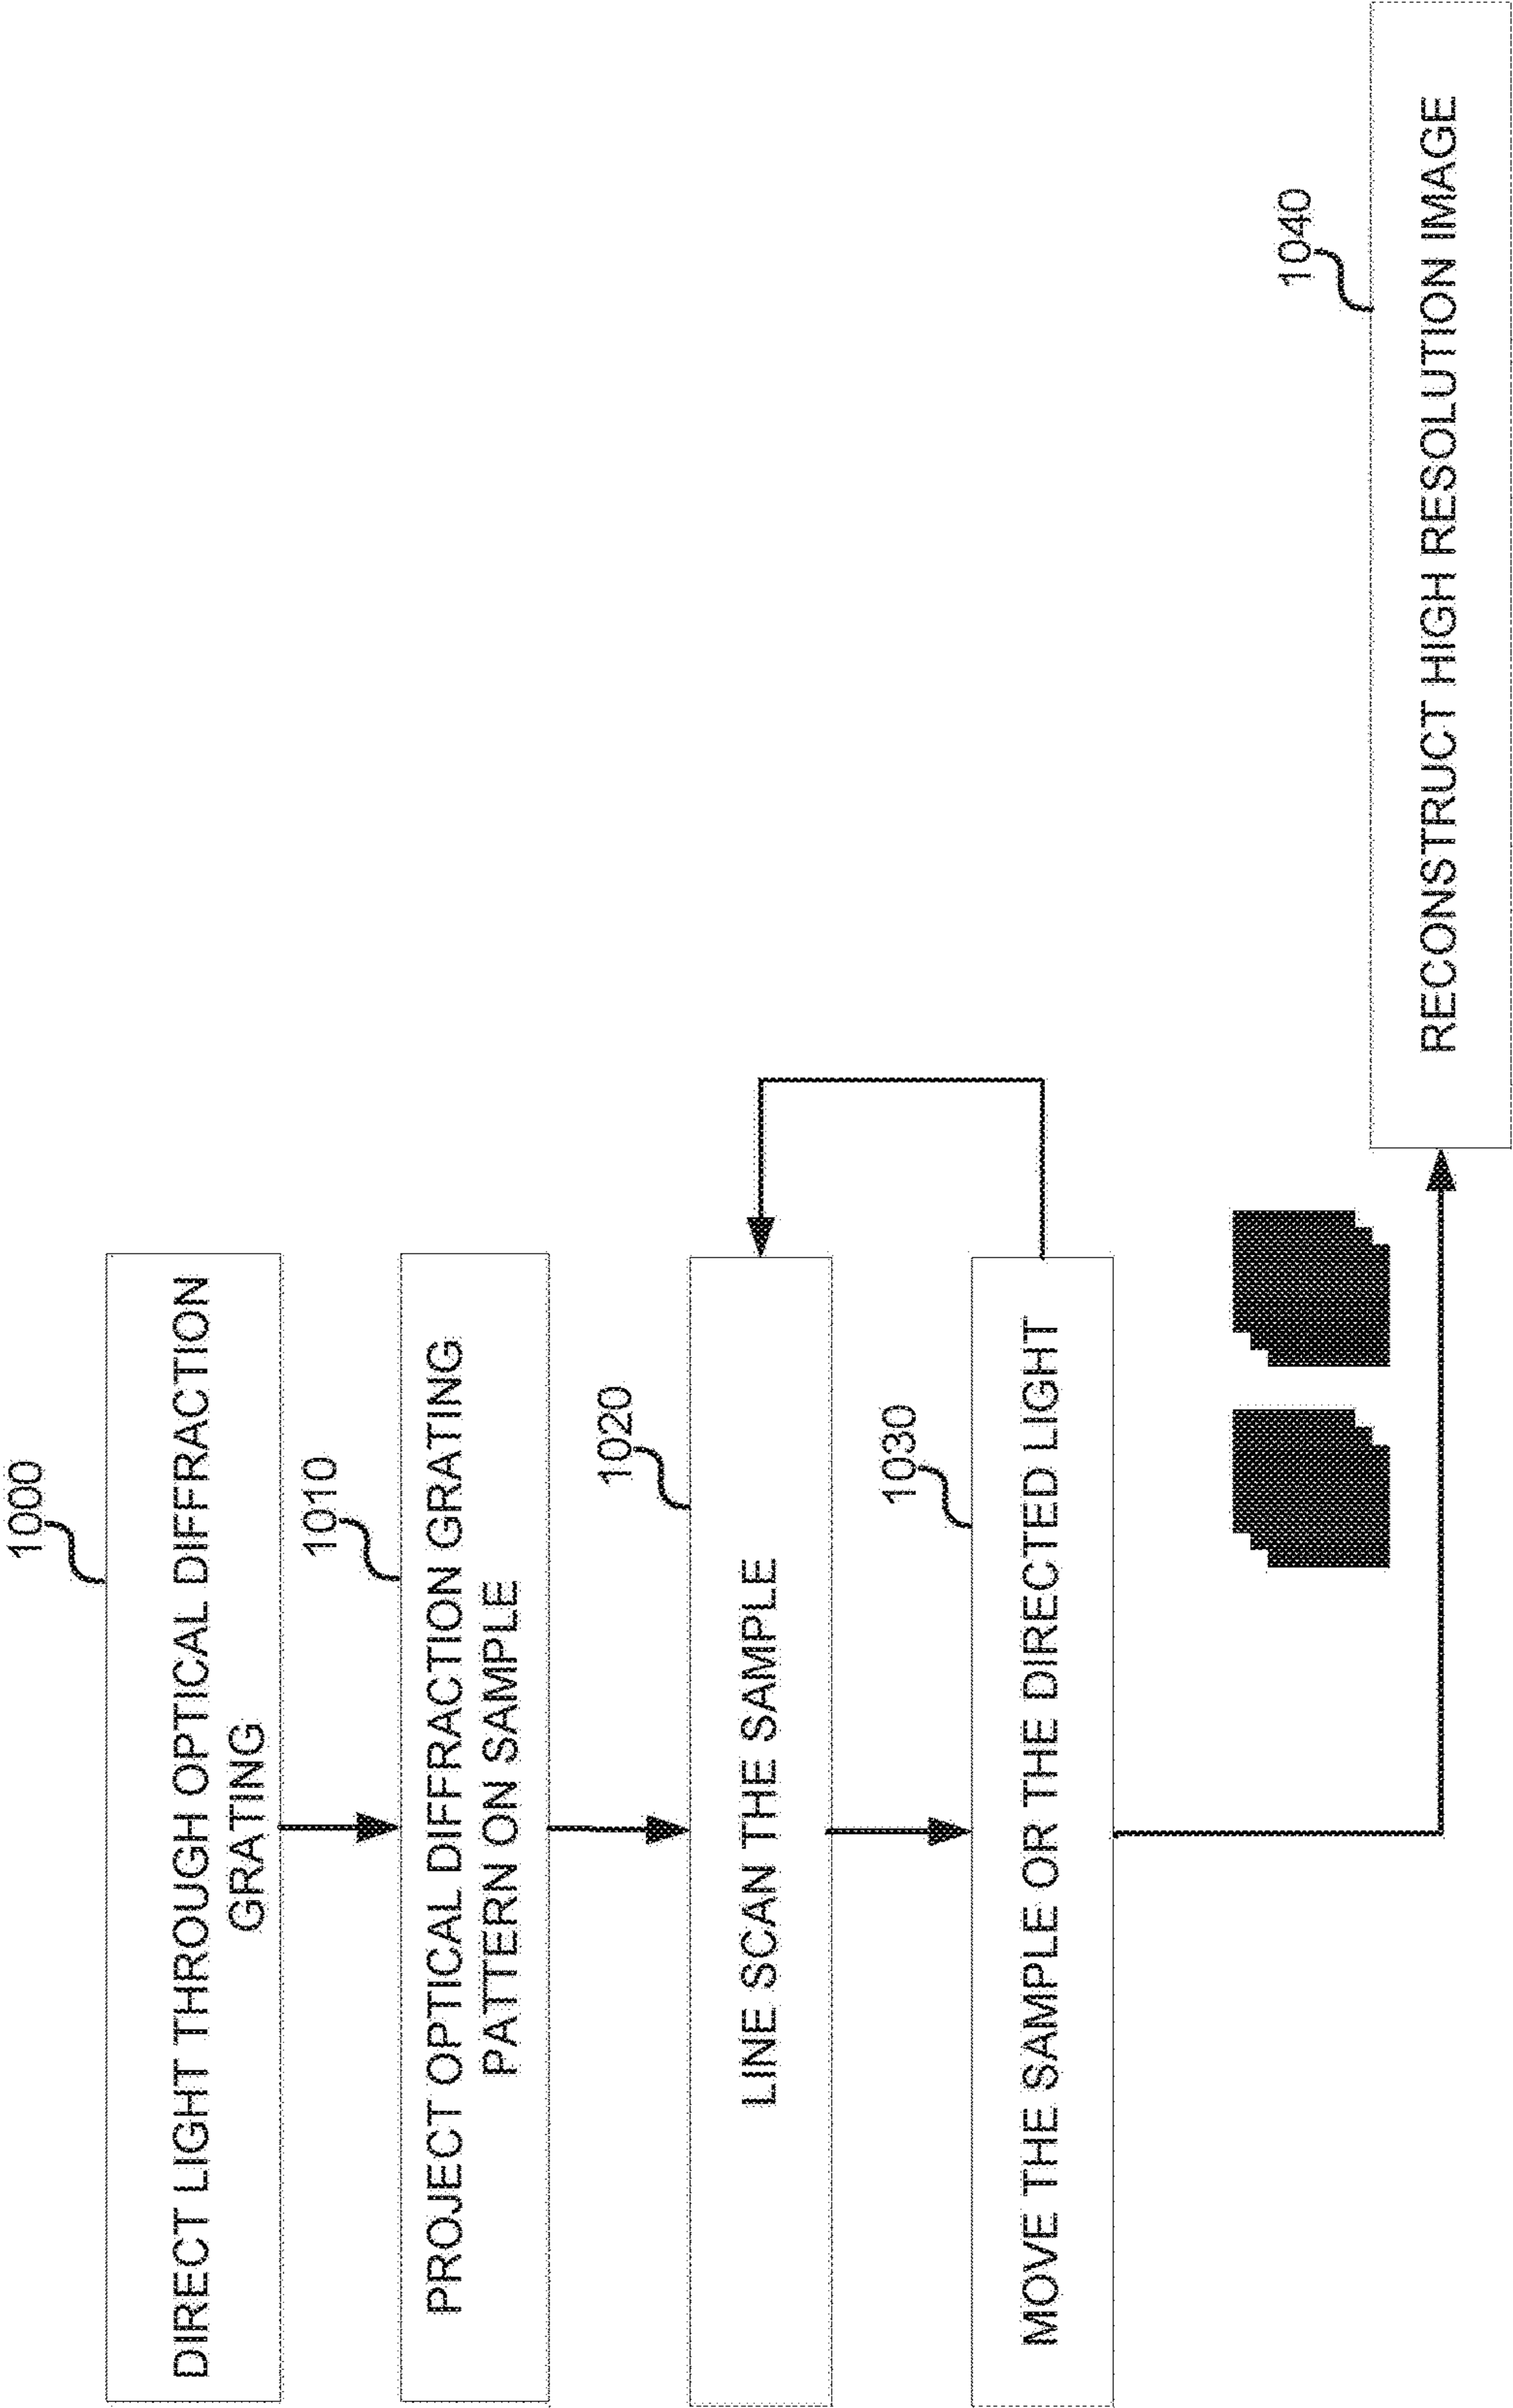 1000
DIRECT LIGHT THROUGH OPTICAL DIFFRACTION
GRATING
1010
PROJECT OPTICAL DIFFRACTION GRATING
PATTERN ON SAMPLE
1020
LINE SCAN THE SAMPLE
1030
MOVE THE SAMPLE OR THE DIRECTED LIGHT
1040
RECONSTRUCT HIGH RESOLUTION IMAGE